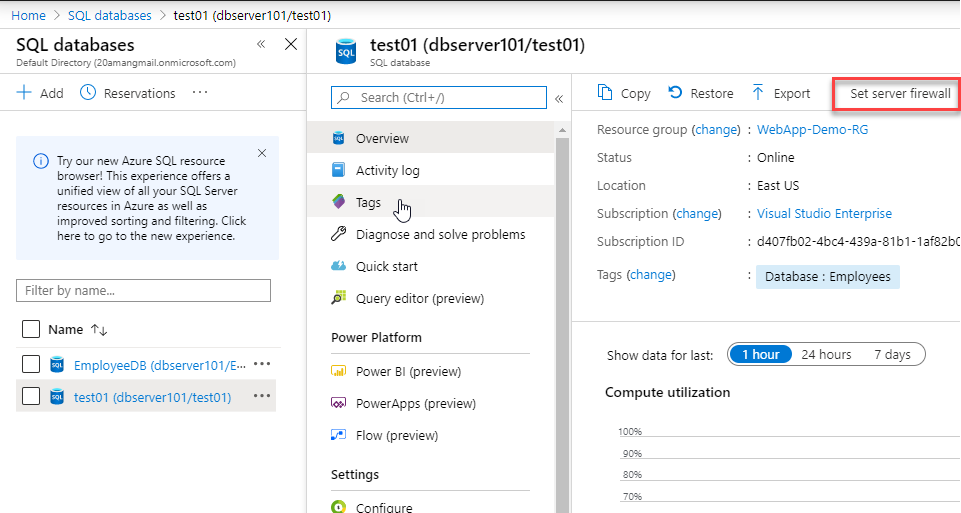 Home > SQL databases > test01 (dbserver101/test01)
SQL databases
Default Directory (20amangmail.onmicrosoft.com)
« ×
+ Add Reservations ···
Try our new Azure SQL resource
browser! This experience offers a
unified view of all your SQL Server
resources in Azure as well as
improved sorting and filtering. Click
here to go to the new experience.
Filter by name...
Name ↑↓
SQL EmployeeDB (dbserver101/E... ···
SQL test01 (dbserver101/test01) ···
SQL
test01 (dbserver101/test01)
SQL database
Search (Ctrl+/) «
SQL Overview
Activity log
Tags
Diagnose and solve problems
Quick start
Query editor (preview)
Power Platform
Power BI (preview)
PowerApps (preview)
Flow (preview)
Settings
Configure
Copy Restore Export Set server firewall
Resource group (change) : WebApp-Demo-RG
Status : Online
Location : East US
Subscription (change) : Visual Studio Enterprise
Subscription ID : d407fb02-4bc4-439a-81b1-1af82b0
Tags (change) : Database : Employees
Show data for last: 1 hour 24 hours 7 days
Compute utilization
100%
90%
80%
70%